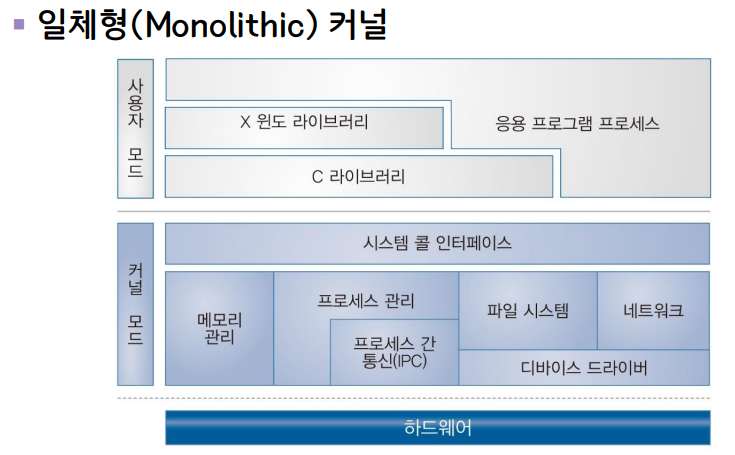 일체형(Monolithic) 커널
사용자 모드
X 윈도 라이브러리
응용 프로그램 프로세스
C 라이브러리
커널 모드
시스템 콜 인터페이스
메모리
관리
프로세스 관리
프로세스 간
통신(IPC)
파일 시스템
네트워크
디바이스 드라이버
하드웨어